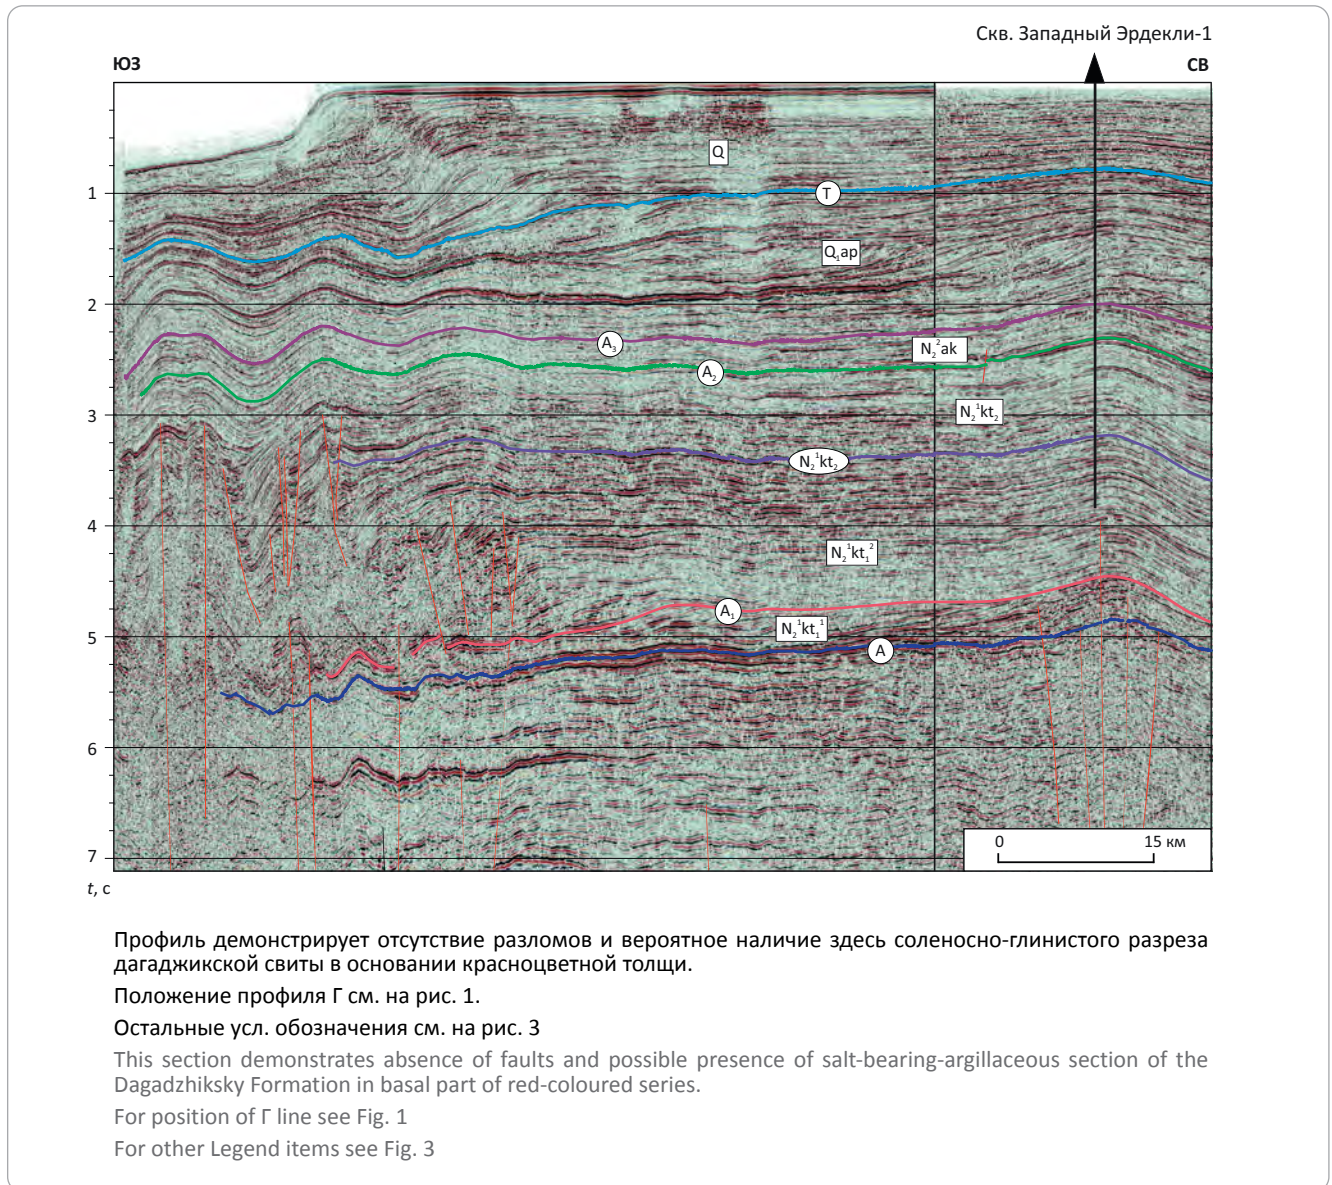 Скв. Западный Эрдекли-1
ЮЗ
СВ
Q
1
T
Q₁ap
2
A₃
N₂²ak
A₂
3
N₂¹kt₂
N₂¹kt₂
4
N₂¹kt₁²
A₁
N₂¹kt₁¹
5
A
6
0
15 км
7
t, с
Профиль демонстрирует отсутствие разломов и вероятное наличие здесь соленосно-глинистого разреза
дагаджикской свиты в основании красноцветной толщи.
Положение профиля Г см. на рис. 1.
Остальные усл. обозначения см. на рис. 3
This section demonstrates absence of faults and possible presence of salt-bearing-argillaceous section of the
Dagadzhiksky Formation in basal part of red-coloured series.
For position of Г line see Fig. 1
For other Legend items see Fig. 3